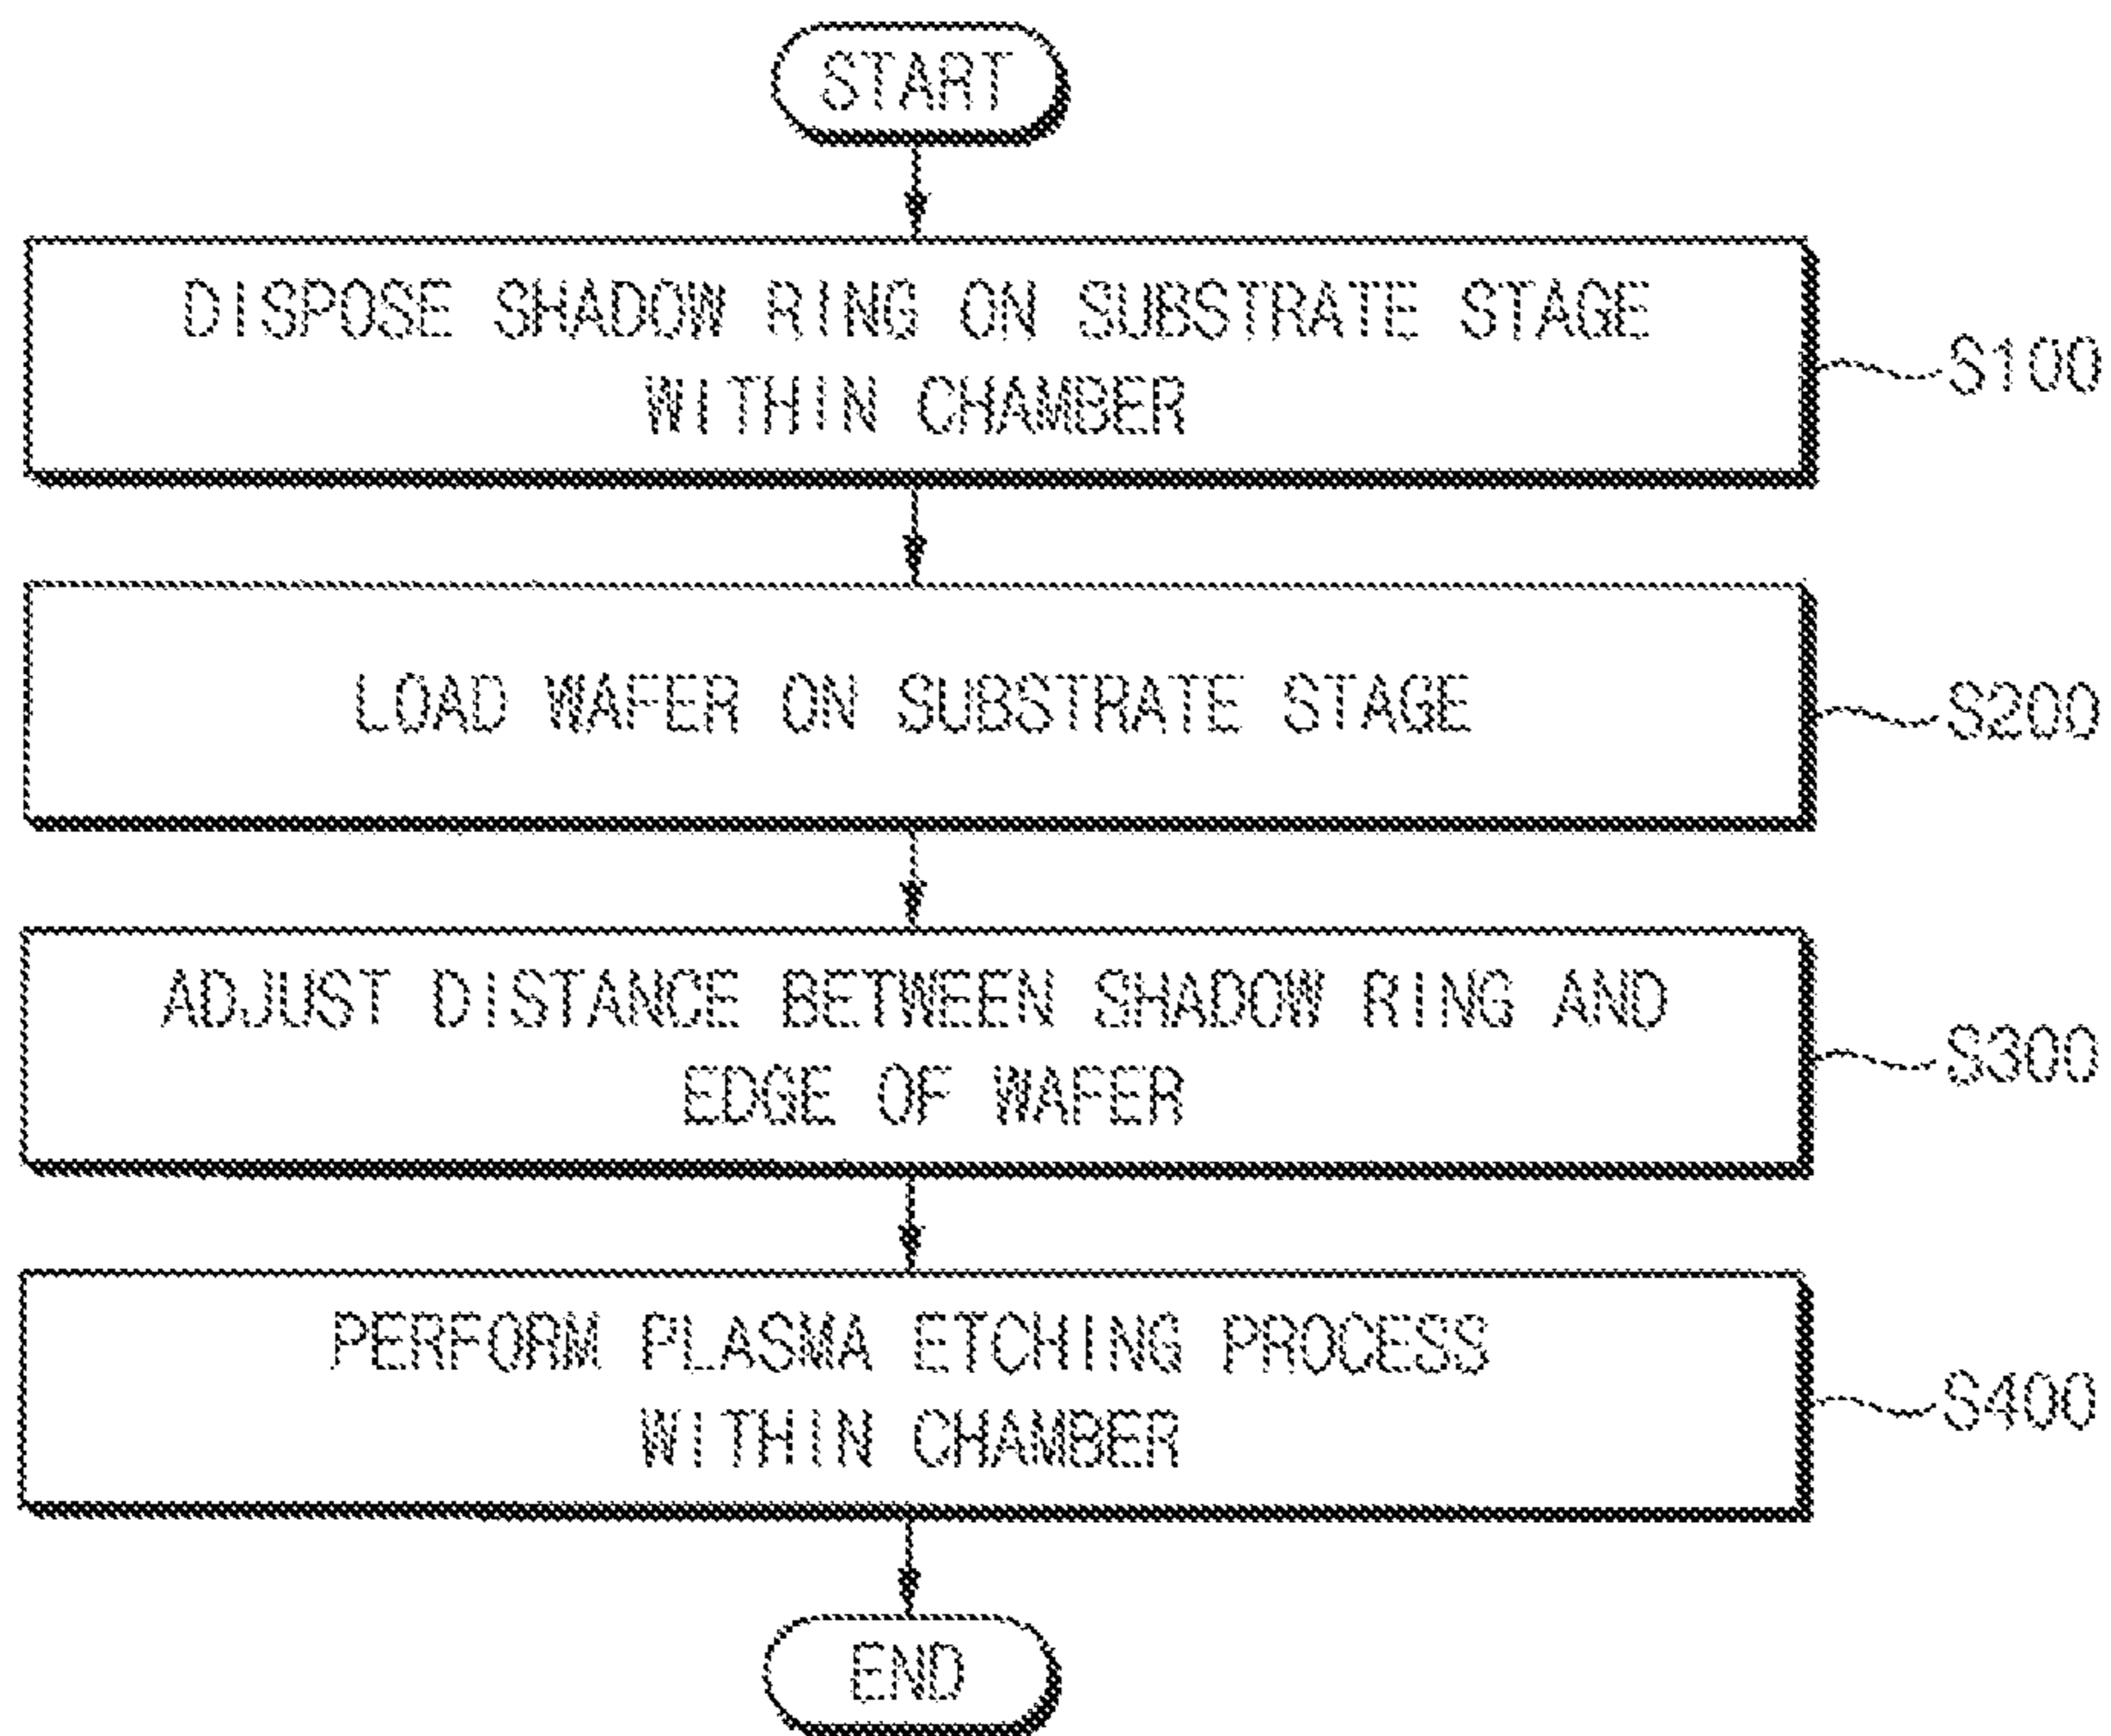 START
DISPOSE SHADOW RING ON SUBSTRATE STAGE
WITHIN CHAMBER
S100
LOAD WAFER ON SUBSTRATE STAGE
S200
ADJUST DISTANCE BETWEEN SHADOW RING AND
EDGE OF WAFER
S300
PERFORM PLASMA ETCHING PROCESS
WITHIN CHAMBER
S400
END